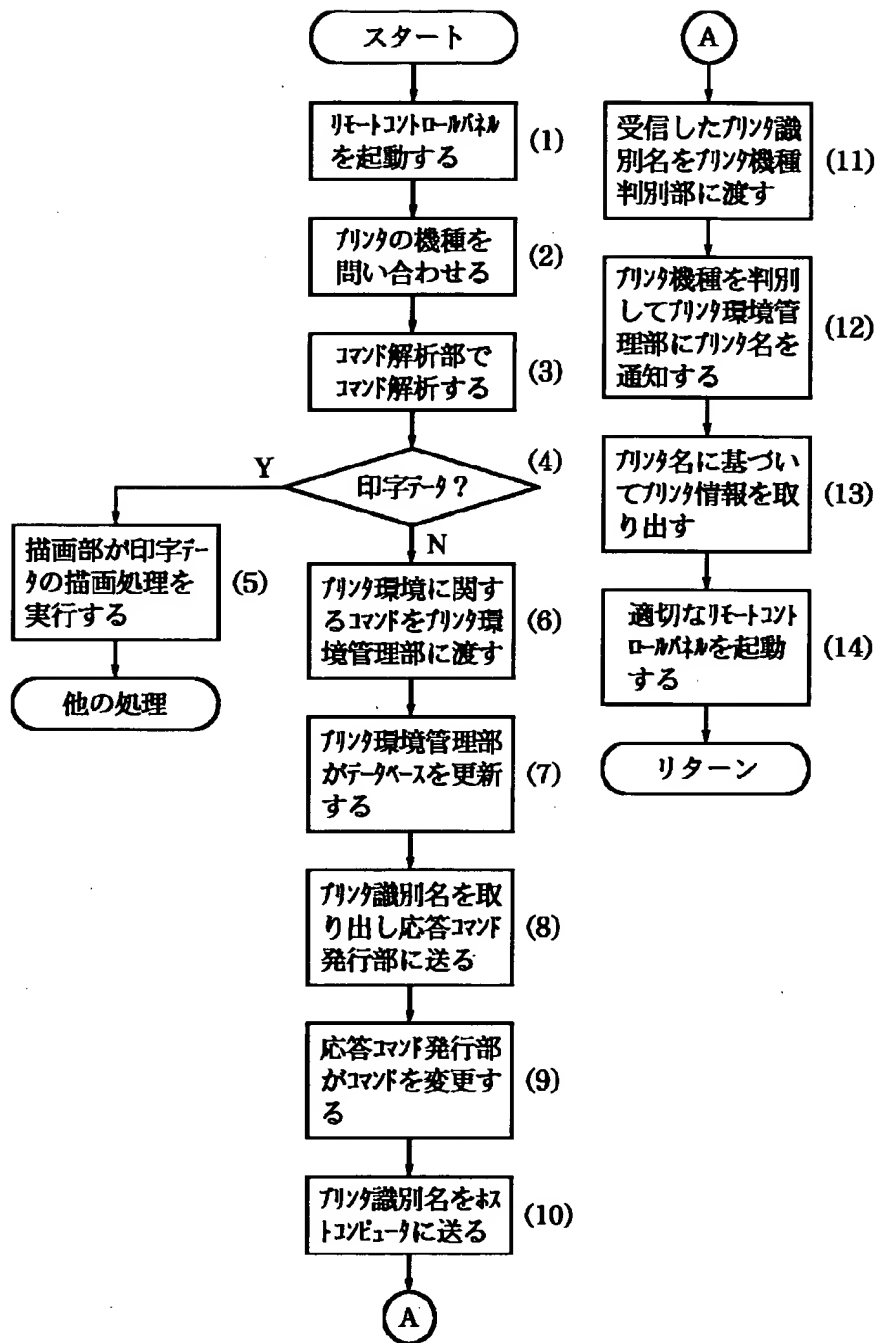 スタート
リモートコントロールパネル
を起動する
(1)
プリンタの機種を
問い合わせる
(2)
コマンド解析部で
コマンド解析する
(3)
印字データ?
(4)
Y
N
描画部が印字デー
タの描画処理を
実行する
(5)
他の処理
プリンタ環境に関す
るコマンドをプリンタ環
境管理部に渡す
(6)
プリンタ環境管理部
がデータベースを更新
する
(7)
プリンタ識別名を取
り出し応答コマンド
発行部に送る
(8)
応答コマンド発行部
がコマンドを変更す
る
(9)
プリンタ識別名をホス
トコンピュータに送る
(10)
A
A
受信したプリンタ識
別名をプリンタ機種
判別部に渡す
(11)
プリンタ機種を判別
してプリンタ環境管
理部にプリンタ名を
通知する
(12)
プリンタ名に基づい
てプリンタ情報を取
り出す
(13)
適切なリモートコント
ロールパネルを起動
する
(14)
リターン